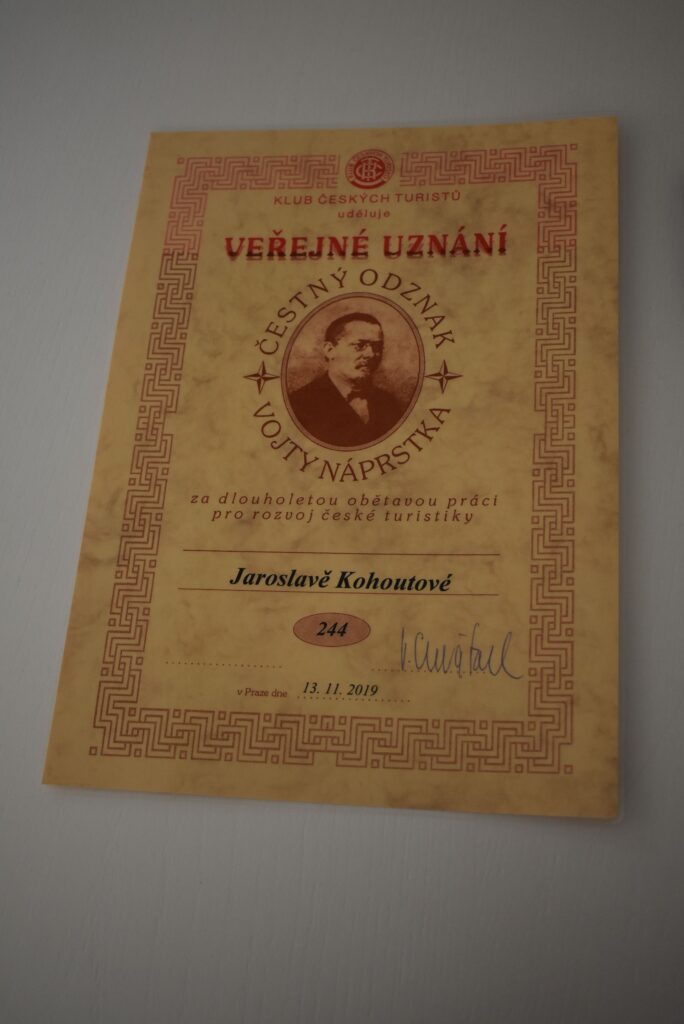 KLUB ČESKÝCH TURISTŮ
uděluje
VEŘEJNÉ UZNÁNÍ
ČESTNÝ ODZNAK
VOJTY NÁPRSTKA
za dlouholetou obětavou práci
pro rozvoj české turistiky
Jaroslavě Kohoutové
244
v Praze dne 13. 11. 2019